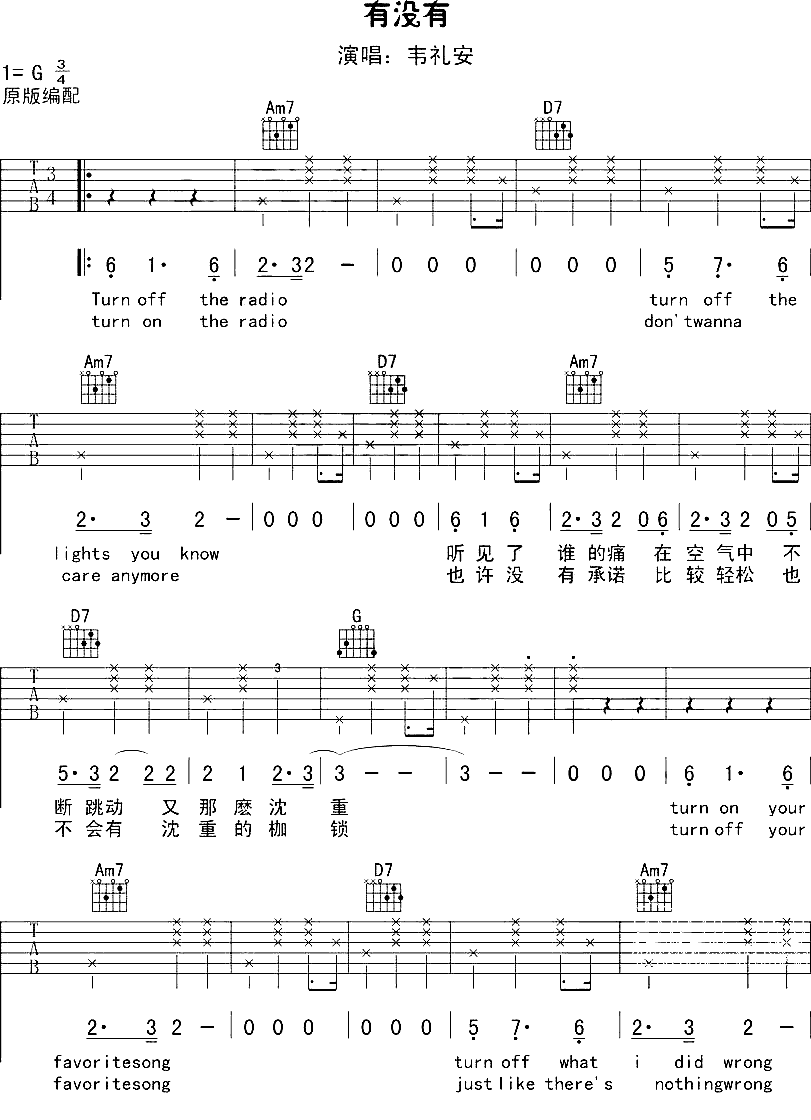 有没有
演唱：韦礼安
1= G 3/4
原版编配
Am7 D7
T A B 3 4
6 1· 6 2·3 2 - 0 0 0 0 0 0 5 7· 6
Turn off the radio turn off the
turn on the radio don'twanna
Am7 D7 Am7
T A B
2· 3 2 - 0 0 0 0 0 0 6 1 6 2·3 2 0 6 2·3 2 0 5
lights you know 听见了 谁的痛 在空气中 不
care anymore 也许没 有承诺 比较轻松 也
D7 G
T A B 3
5·3 2 2 2 2 1 2·3 3 - - 3 - - 0 0 0 6 1· 6
断跳动 又那麽沈 重 turn on your
不会有 沈重的枷 锁 turn off your
Am7 D7 Am7
T A B
2· 3 2 - 0 0 0 0 0 0 5 7· 6 2· 3 2 -
favoritesong turn off what i did wrong
favoritesong just like there's nothingwrong